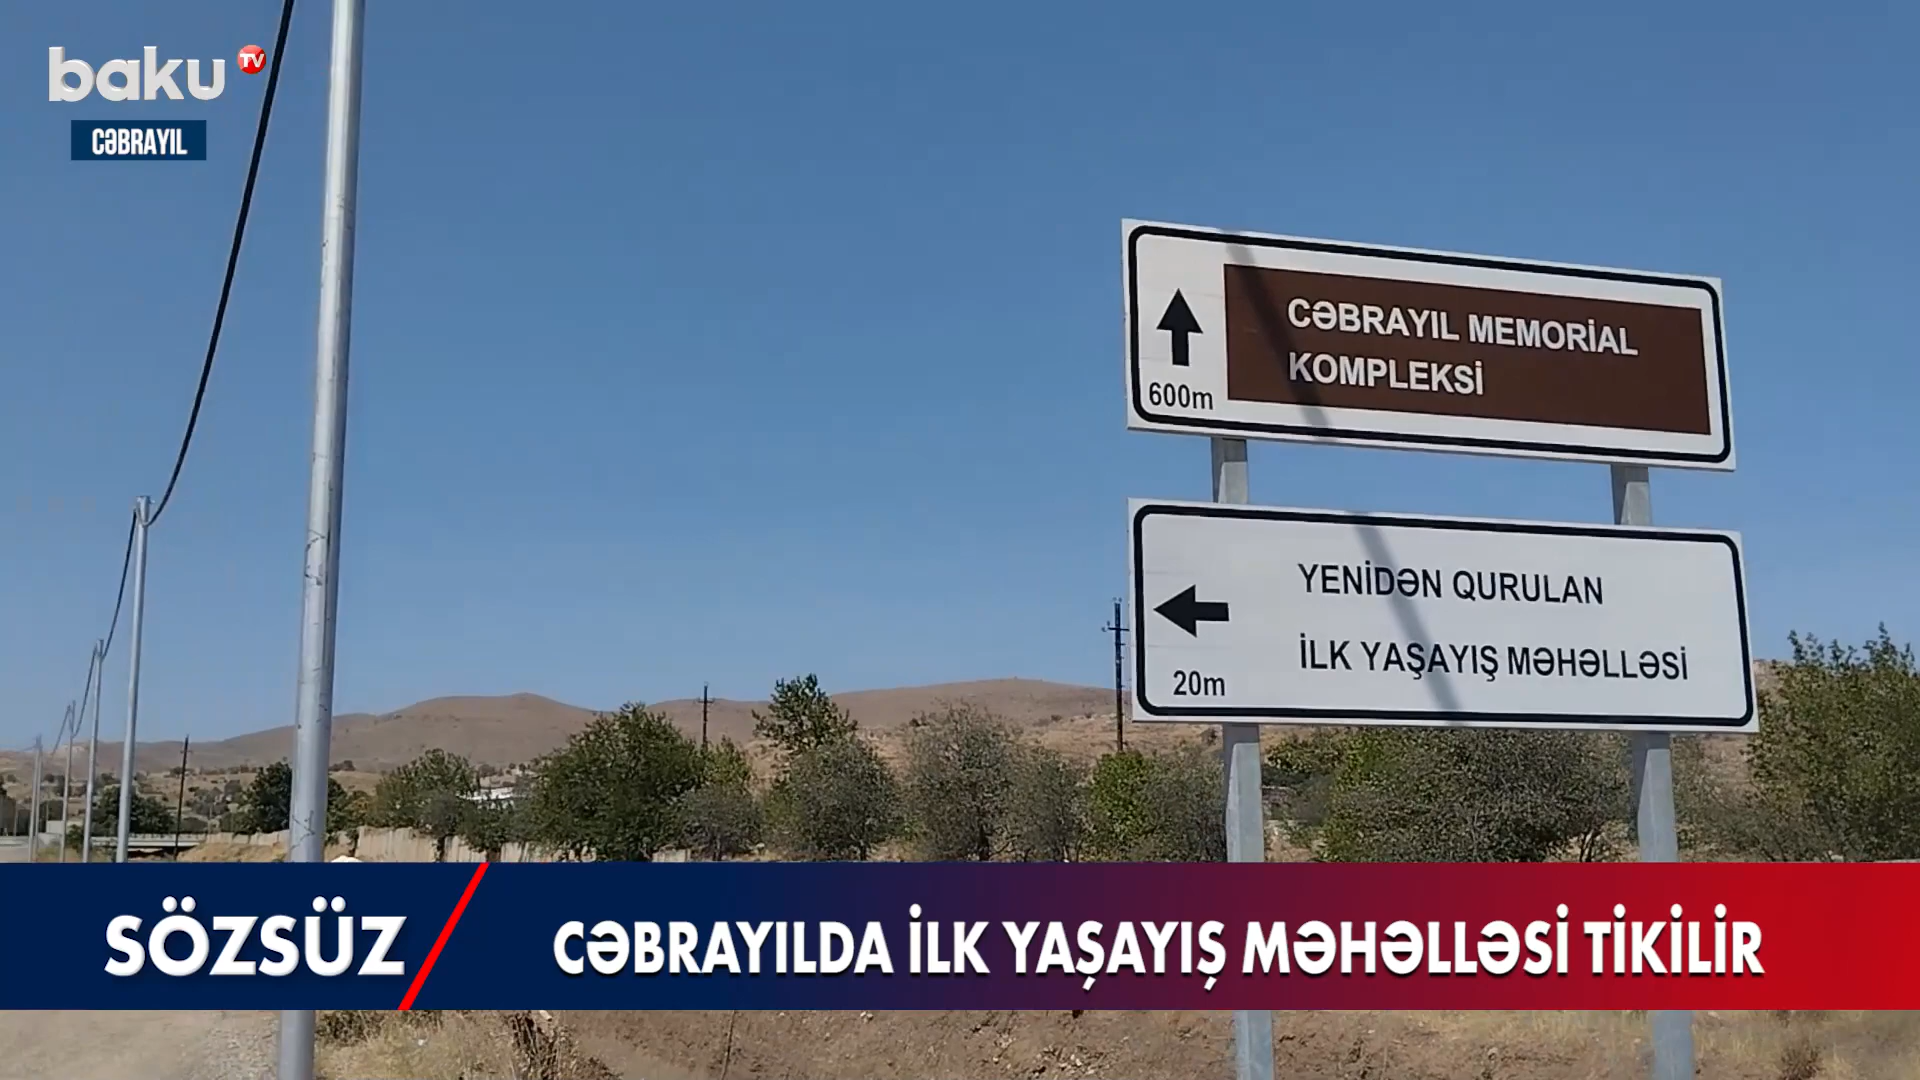 baku TV
CƏBRAYIL
CƏBRAYIL MEMORİAL
KOMPLEKSİ
600m
YENİDƏN QURULAN
İLK YAŞAYIŞ MƏHƏLLƏSİ
20m
SÖZSÜZ
CƏBRAYILDA İLK YAŞAYIŞ MƏHƏLLƏSİ TİKİLİR